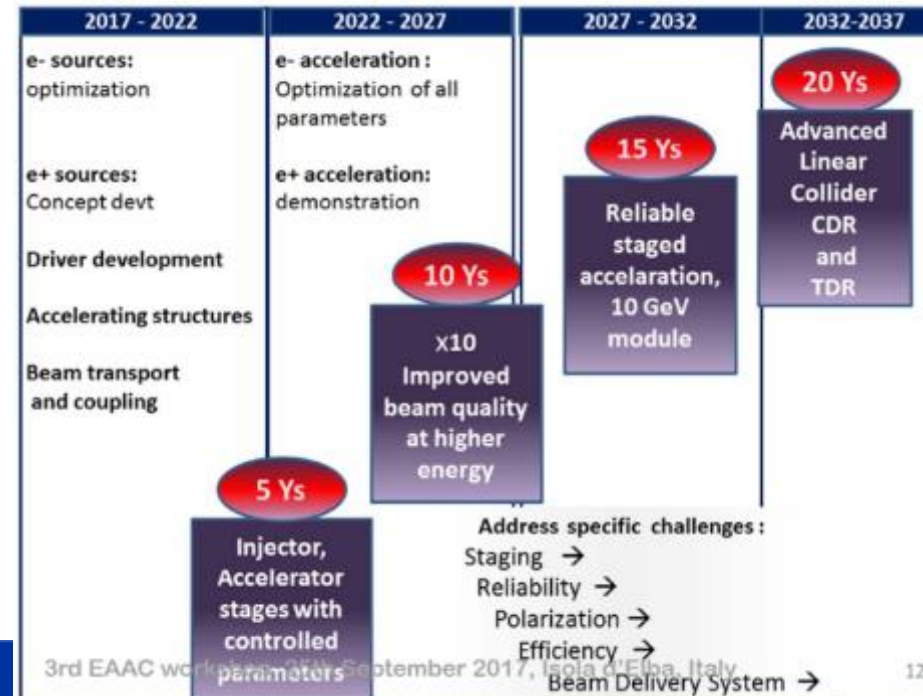 2017 - 2022
2022 - 2027
2027 - 2032
2032-2037
e- sources:
optimization
e+ sources:
Concept devt
Driver development
Accelerating structures
Beam transport
and coupling
e- acceleration :
Optimization of all
parameters
e+ acceleration:
demonstration
5 Ys
Injector,
Accelerator
stages with
controlled
parameters
10 Ys
x10
Improved
beam quality
at higher
energy
15 Ys
Reliable
staged
accelaration,
10 GeV
module
20 Ys
Advanced
Linear
Collider
CDR
and
TDR
Address specific challenges :
Staging →
Reliability →
Polarization →
Efficiency →
Beam Delivery System →
3rd EAAC September 2017, Isola d'Elba, Italy